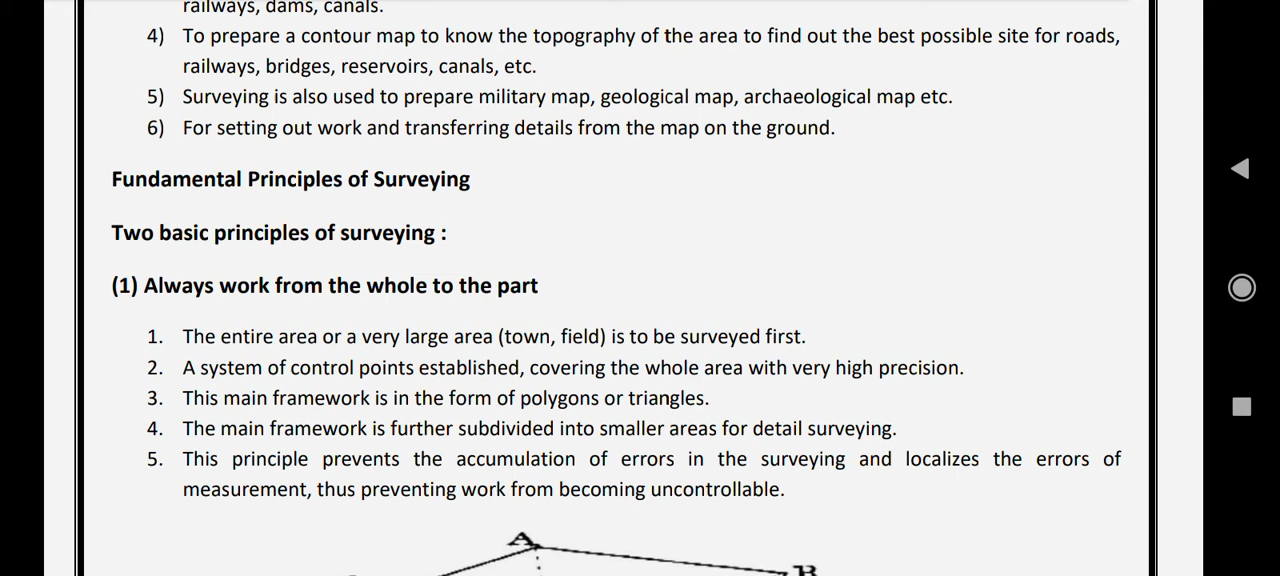 railways, dams, canals.
4) To prepare a contour map to know the topography of the area to find out the best possible site for roads,
railways, bridges, reservoirs, canals, etc.
5) Surveying is also used to prepare military map, geological map, archaeological map etc.
6) For setting out work and transferring details from the map on the ground.
Fundamental Principles of Surveying
Two basic principles of surveying :
(1) Always work from the whole to the part
1. The entire area or a very large area (town, field) is to be surveyed first.
2. A system of control points established, covering the whole area with very high precision.
3. This main framework is in the form of polygons or triangles.
4. The main framework is further subdivided into smaller areas for detail surveying.
5. This principle prevents the accumulation of errors in the surveying and localizes the errors of
measurement, thus preventing work from becoming uncontrollable.
A
B